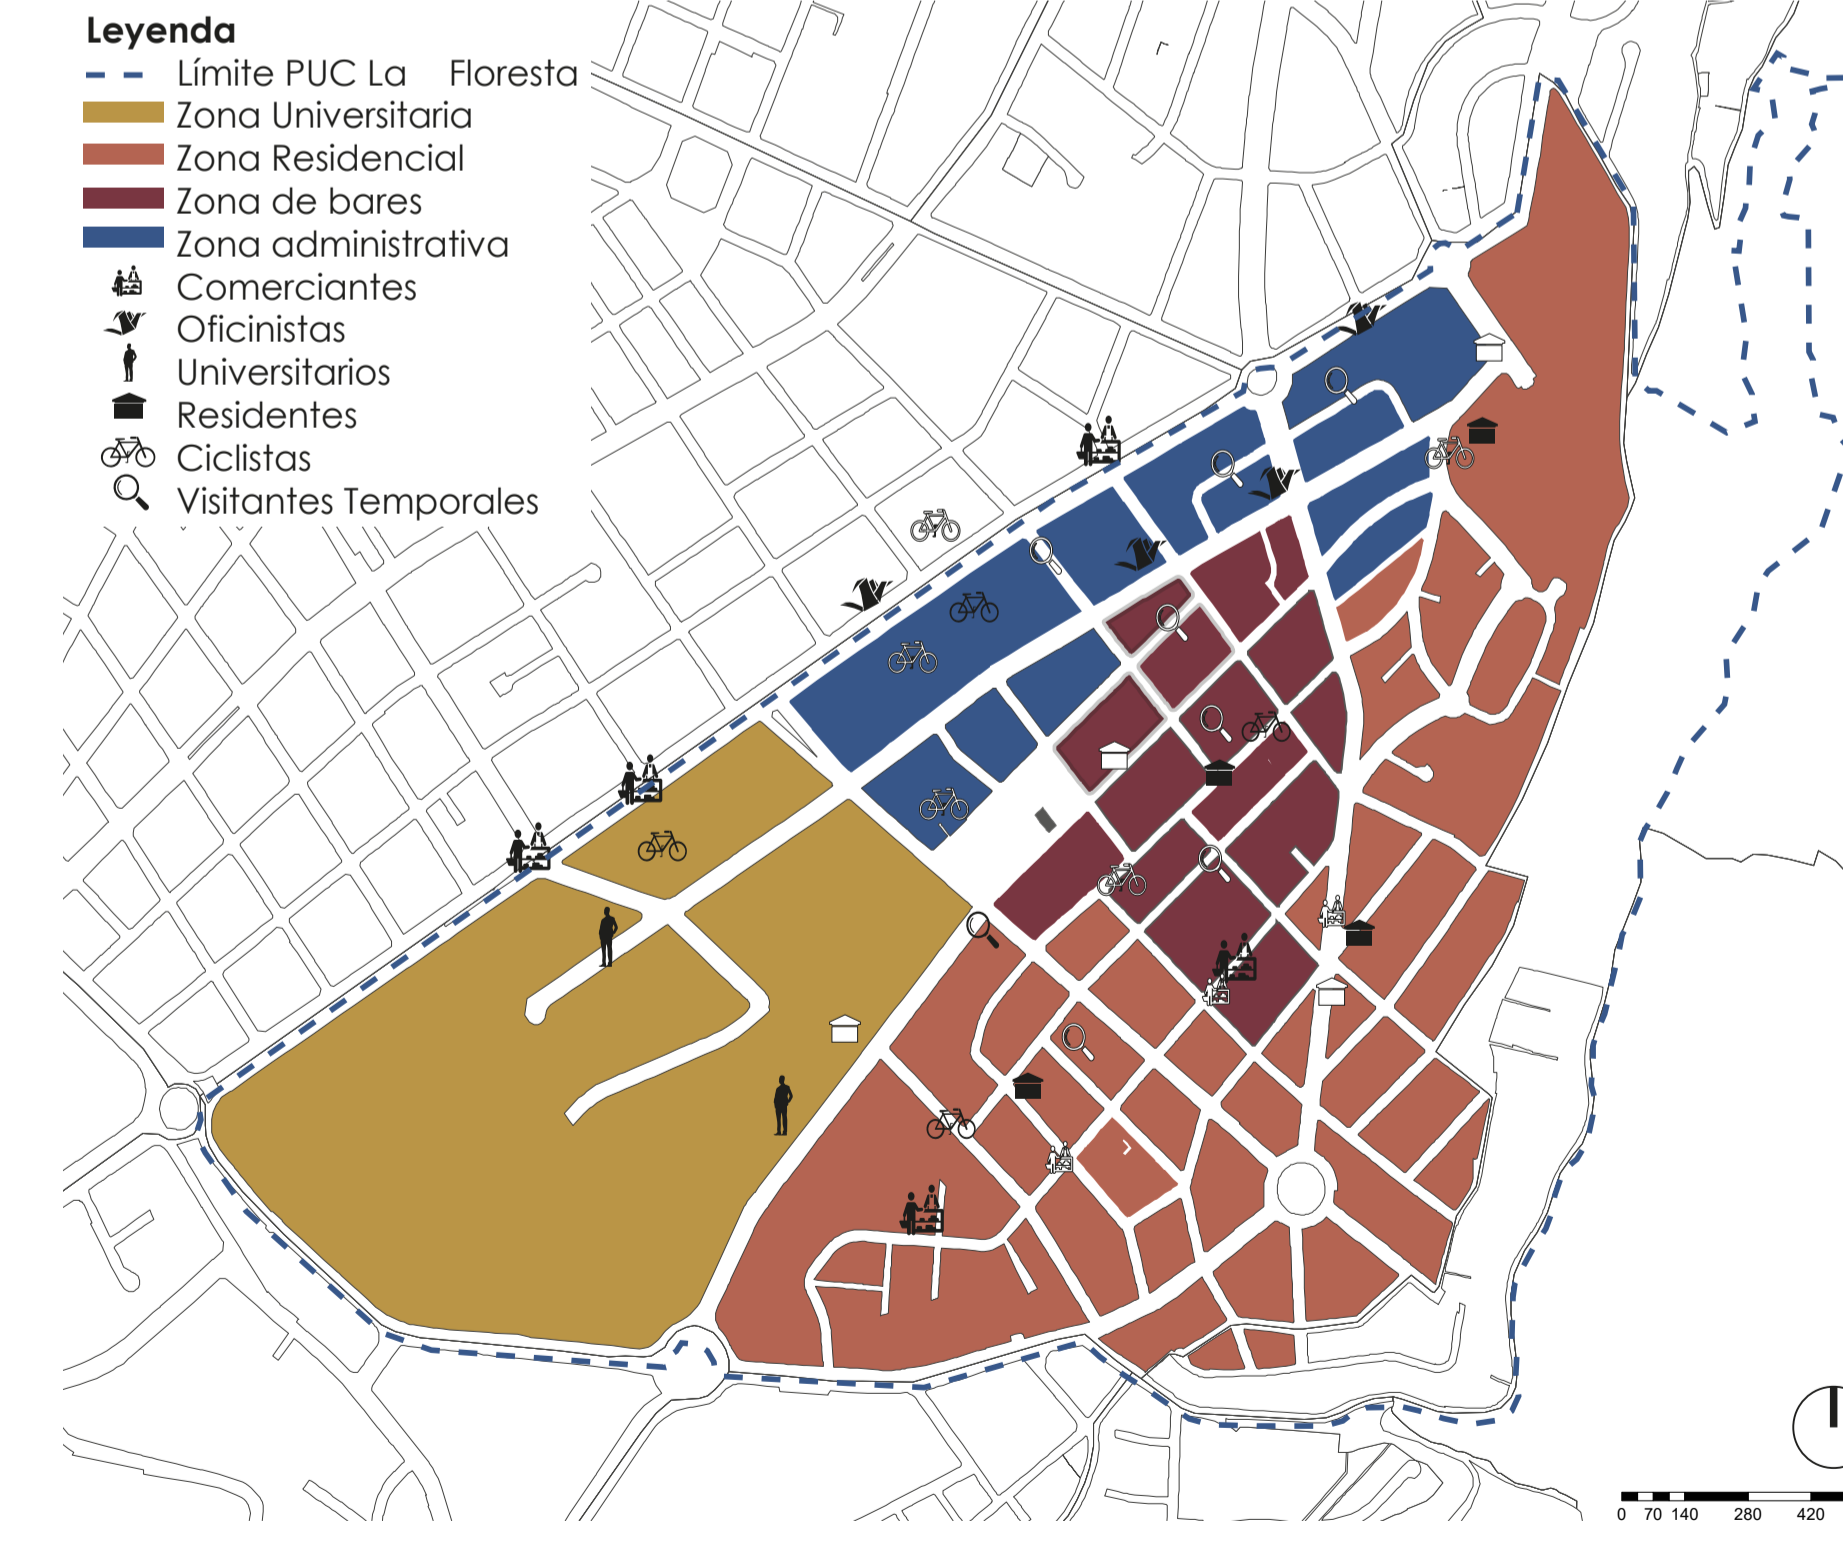 Leyenda
Límite PUC La Floresta
Zona Universitaria
Zona Residencial
Zona de bares
Zona administrativa
Comerciantes
Oficinistas
Universitarios
Residentes
Ciclistas
Visitantes Temporales
0 70 140 280 420